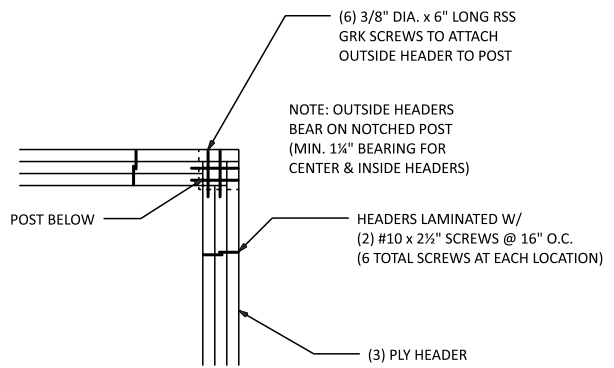 (6) 3/8" DIA. x 6" LONG RSS
GRK SCREWS TO ATTACH
OUTSIDE HEADER TO POST
NOTE: OUTSIDE HEADERS
BEAR ON NOTCHED POST
(MIN. 1¼" BEARING FOR
CENTER & INSIDE HEADERS)
POST BELOW
HEADERS LAMINATED W/
(2) #10 x 2½" SCREWS @ 16" O.C.
(6 TOTAL SCREWS AT EACH LOCATION)
(3) PLY HEADER